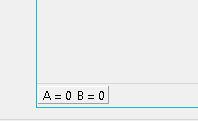 A = 0 B = 0